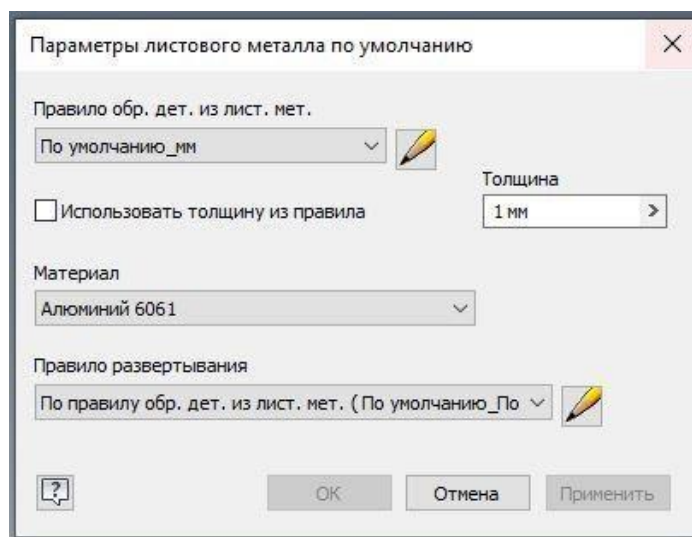 Параметры листового металла по умолчанию
Правило обр. дет. из лист. мет.
По умолчанию_мм
Толщина
Использовать толщину из правила
1 мм
Материал
Алюминий 6061
Правило развертывания
По правилу обр. дет. из лист. мет. (По умолчанию_По
?
ОК
Отмена
Применить